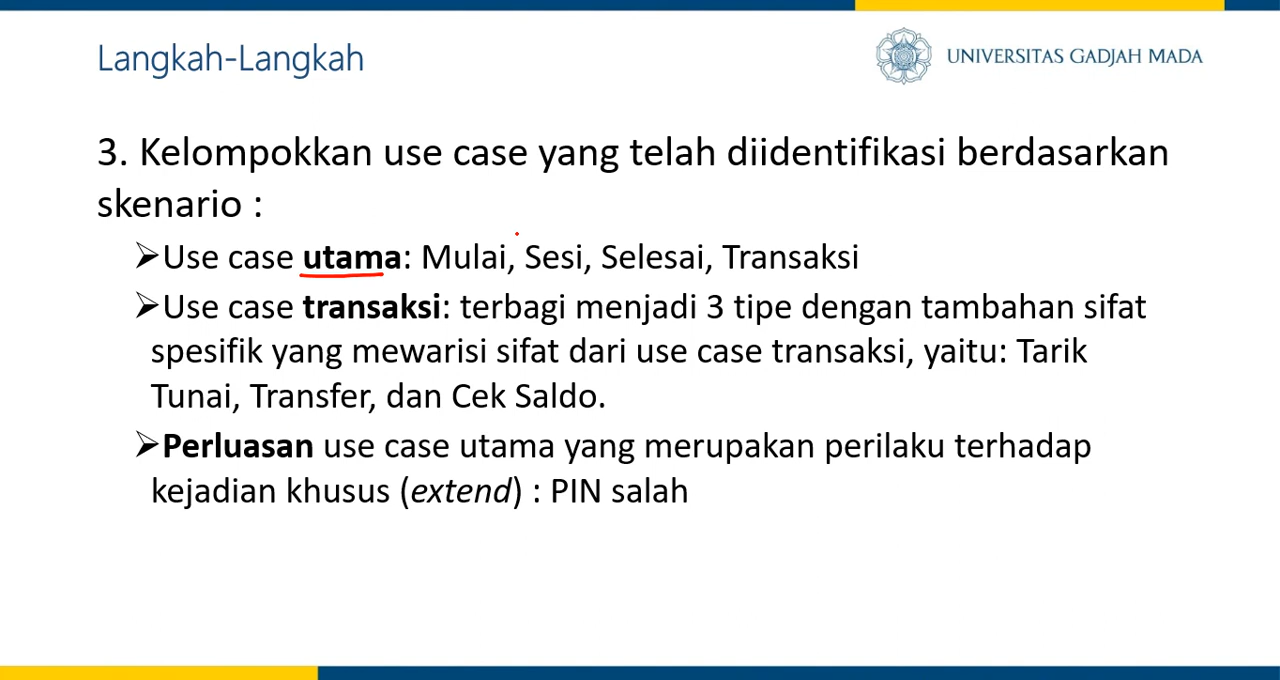 Langkah-Langkah
UNIVERSITAS GADJAH MADA
3. Kelompokkan use case yang telah diidentifikasi berdasarkan
skenario :
➢Use case utama: Mulai, Sesi, Selesai, Transaksi
➢Use case transaksi: terbagi menjadi 3 tipe dengan tambahan sifat
spesifik yang mewarisi sifat dari use case transaksi, yaitu: Tarik
Tunai, Transfer, dan Cek Saldo.
➢Perluasan use case utama yang merupakan perilaku terhadap
kejadian khusus (extend) : PIN salah